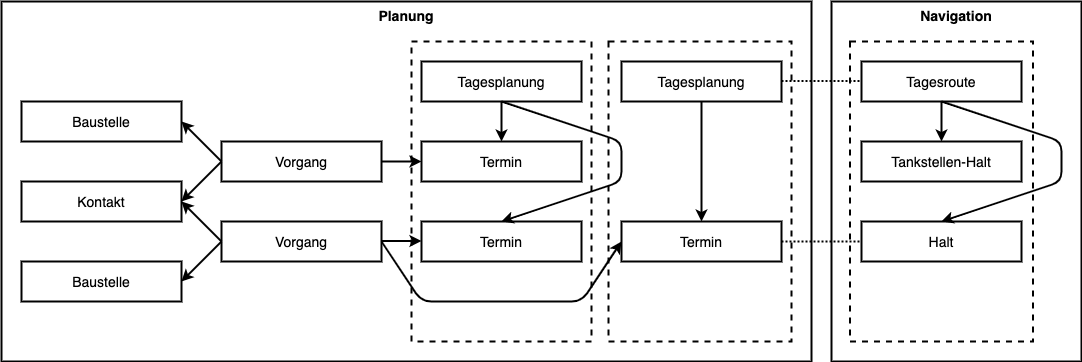 Planung
Navigation
Tagesplanung
Tagesplanung
Tagesroute
Baustelle
Vorgang
Termin
Tankstellen-Halt
Kontakt
Vorgang
Termin
Termin
Halt
Baustelle